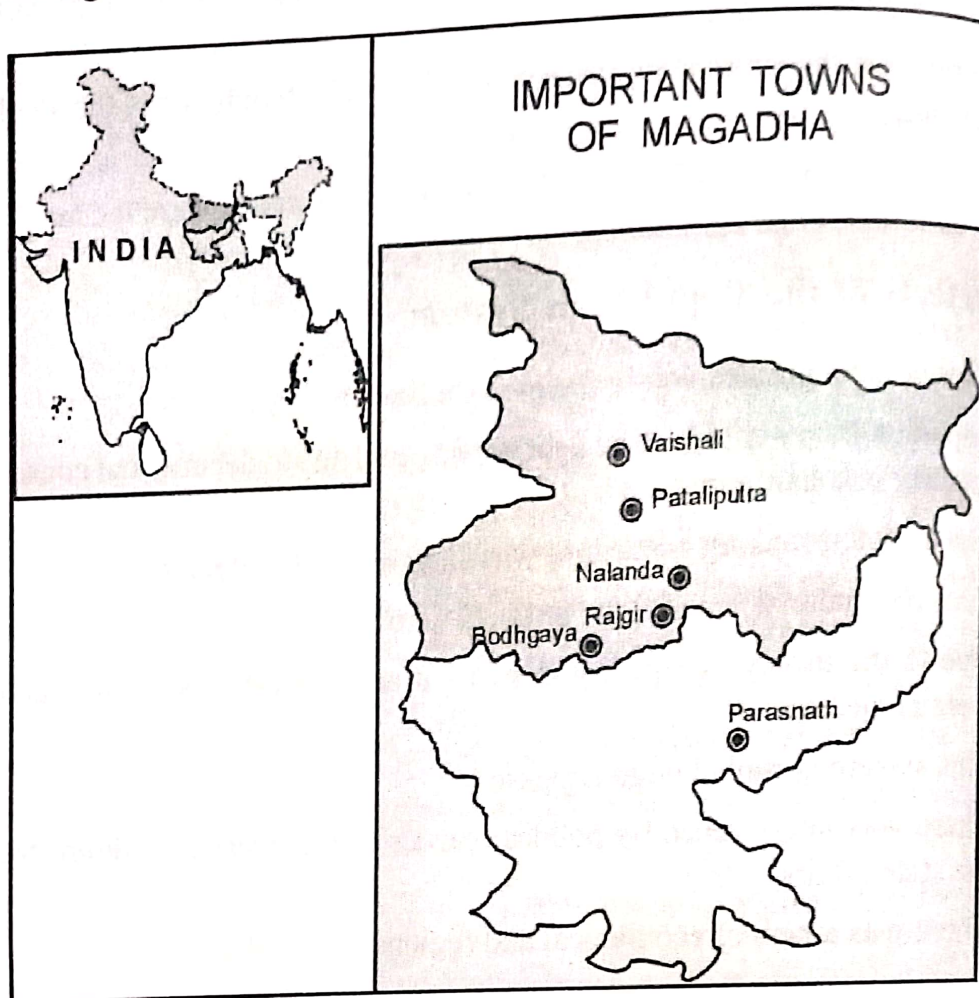 IMPORTANT TOWNS
OF MAGADHA
INDIA
Vaishali
Pataliputra
Nalanda
Rajgir
Bodhgaya
Parasnath